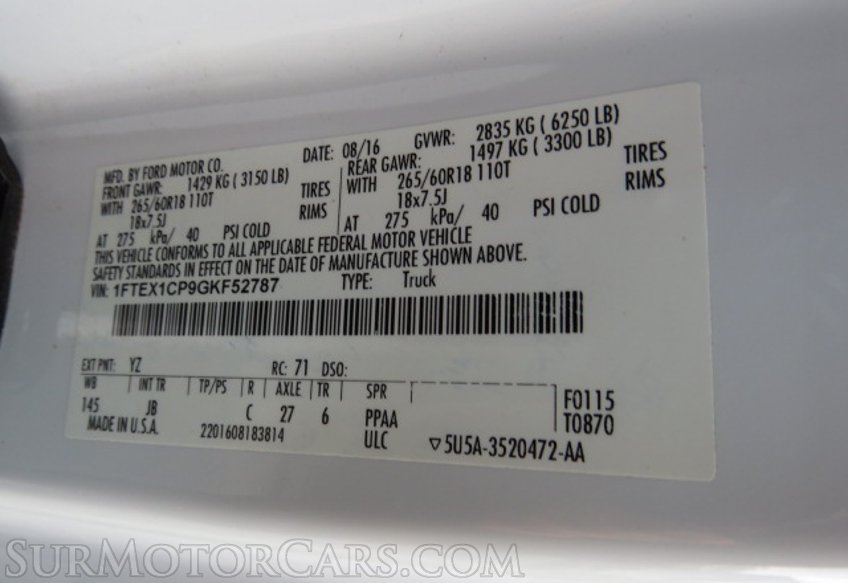 MFD. BY FORD MOTOR CO.
DATE: 08/16 GVWR: 2835 KG ( 6250 LB )
FRONT GAWR: 1429 KG ( 3150 LB )
REAR GAWR: 1497 KG ( 3300 LB )
WITH 265/60R18 110T TIRES
WITH 265/60R18 110T TIRES
18x7.5J RIMS
18x7.5J RIMS
AT 275 kPa/ 40 PSI COLD
AT 275 kPa/ 40 PSI COLD
THIS VEHICLE CONFORMS TO ALL APPLICABLE FEDERAL MOTOR VEHICLE
SAFETY STANDARDS IN EFFECT ON THE DATE OF MANUFACTURE SHOWN ABOVE.
VIN: 1FTEX1CP9GKF52787 TYPE: Truck
EXT PNT: YZ RC: 71 DSO:
WB INT TR TP/PS R AXLE TR SPR
145 JB C 27 6 PPAA
F0115
T0870
MADE IN U.S.A. 2201608183814 ULC ▽5U5A-3520472-AA
SURMOTORCARS.COM